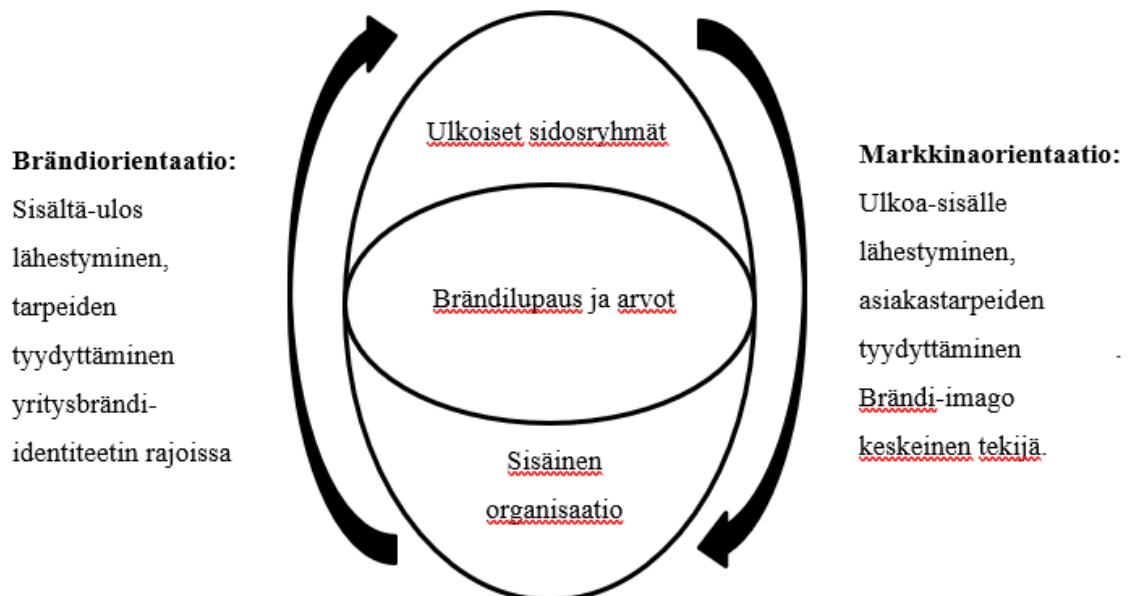 Brändiorientaatio:
Sisältä-ulos
lähestyminen,
tarpeiden
tyydyttäminen
yritysbrändi-
identiteetin rajoissa
Ulkoiset sidosryhmät
Brändilupaus ja arvot
Sisäinen
organisaatio
Markkinaorientaatio:
Ulkoa-sisälle
lähestyminen,
asiakastarpeiden
tyydyttäminen .
Brändi-imago
keskeinen tekijä.